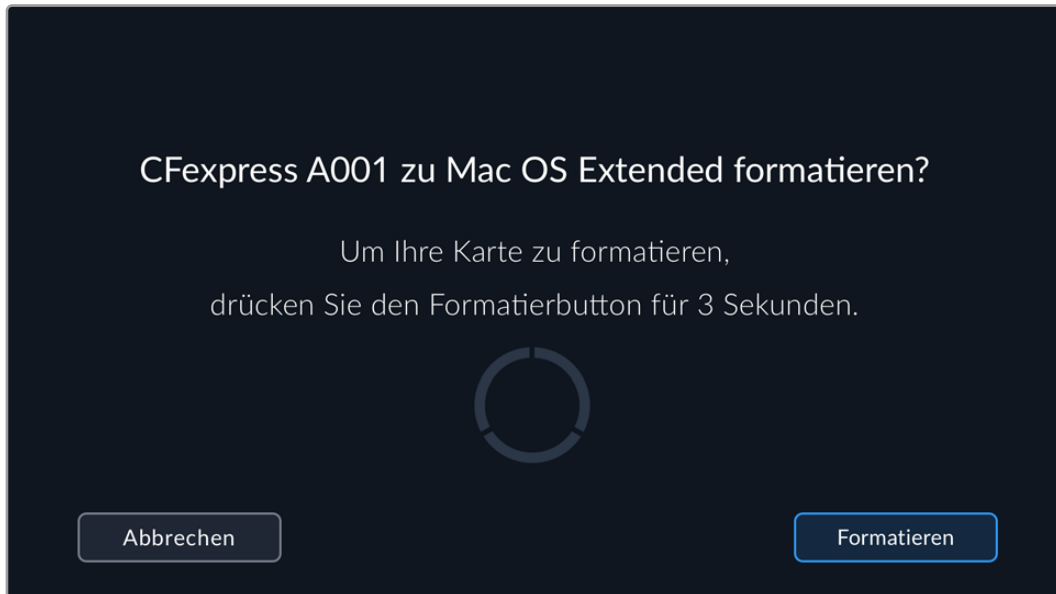 CFexpress A001 zu Mac OS Extended formatieren?
Um Ihre Karte zu formatieren,
drücken Sie den Formatierbutton für 3 Sekunden.
Abbrechen
Formatieren